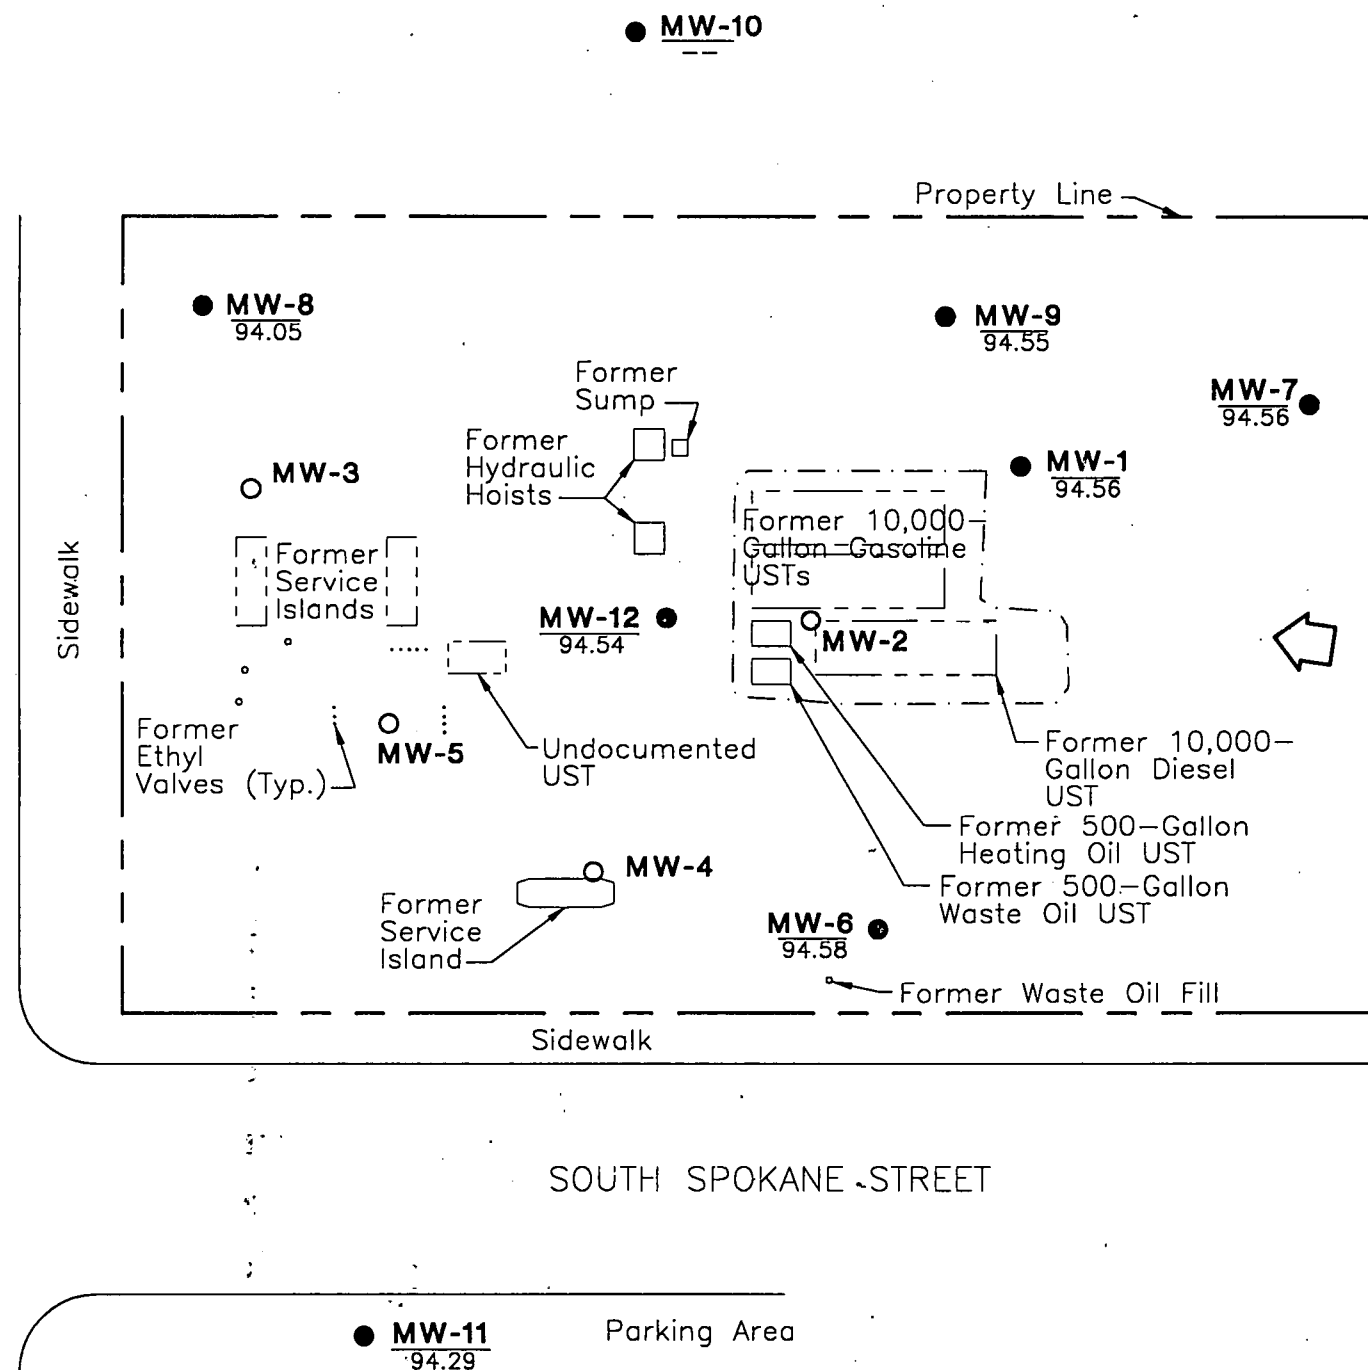 MW-10
--
Property Line
MW-8
94.05
MW-9
94.55
Former
Sump
MW-7
94.56
Former
Hydraulic
Hoists
MW-3
MW-1
94.56
Former 10,000-
Gallon Gasoline
USTs
Former
Service
Islands
Sidewalk
MW-12
94.54
MW-2
Former
Ethyl
Valves (Typ.)
MW-5
Undocumented
UST
Former 10,000-
Gallon Diesel
UST
Former 500-Gallon
Heating Oil UST
MW-4
Former 500-Gallon
Waste Oil UST
Former
Service
Island
MW-6
94.58
Former Waste Oil Fill
Sidewalk
SOUTH SPOKANE STREET
MW-11
94.29
Parking Area